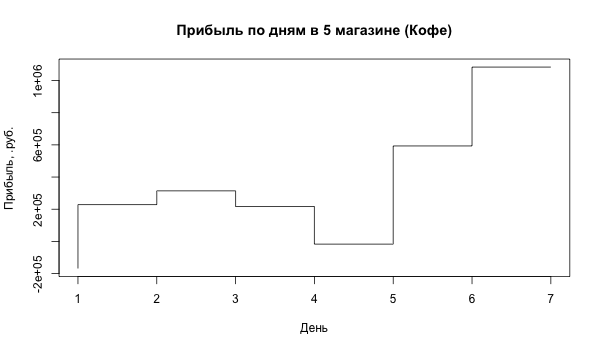 Прибыль по дням в 5 магазине (Кофе)
Прибыль, .руб.
1e+06
6e+05
2e+05
-2e+05
1 2 3 4 5 6 7
День